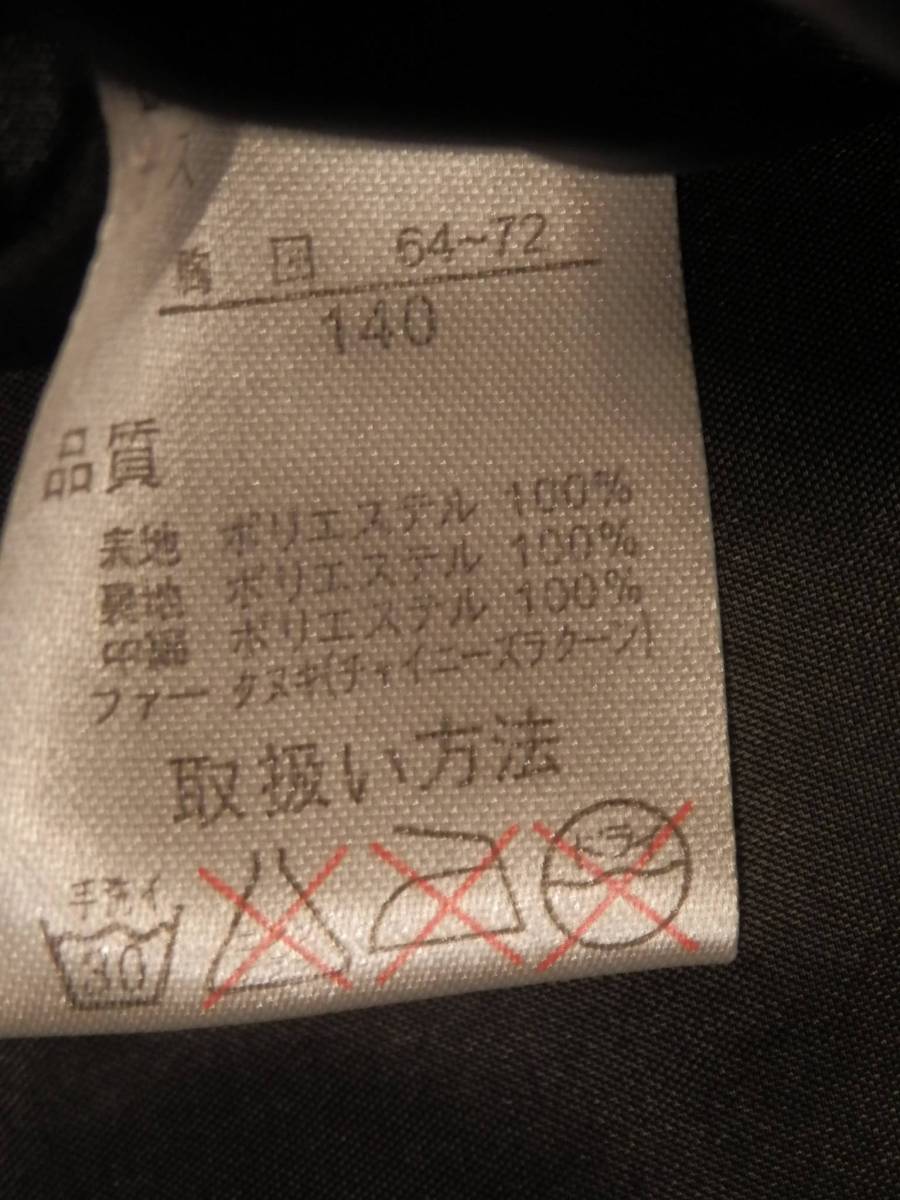 胸 囲 64~72
140
品質
表地 ポリエステル 100%
裏地 ポリエステル 100%
中綿 ポリエステル 100%
ファー タヌキ(チャイニーズラクーン)
取扱い方法
手洗イ
30
ドライ